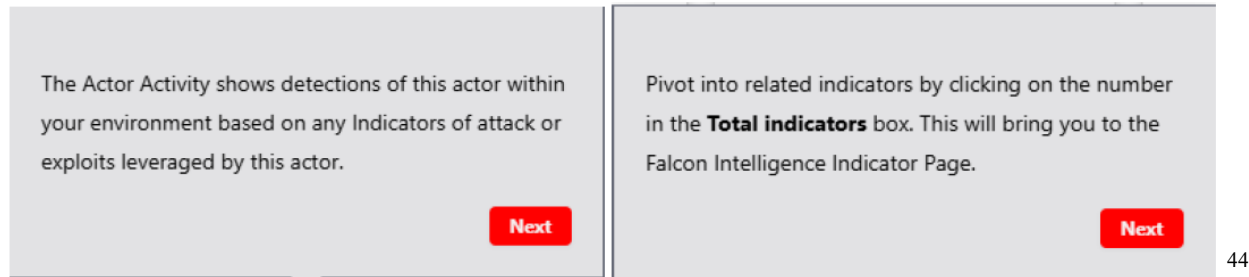 The Actor Activity shows detections of this actor within
your environment based on any Indicators of attack or
exploits leveraged by this actor.
Next
Pivot into related indicators by clicking on the number
in the Total indicators box. This will bring you to the
Falcon Intelligence Indicator Page.
Next
44